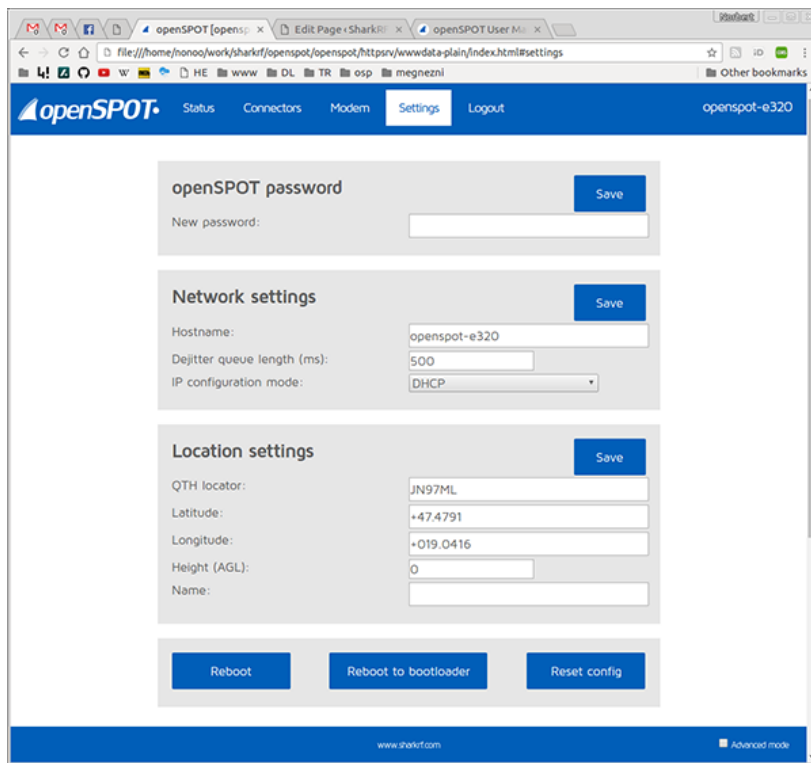 openSPOT [opensp
Edit Page ‹ SharkRF
openSPOT User Ma
file:///home/nonoo/work/sharkrf/openspot/openspot/httpsrv/wwwdata-plain/index.html#settings
HE www DL TR osp megnezni Other bookmarks
openSPOT Status Connectors Modem Settings Logout openspot-e320
openSPOT password
Save
New password:
Network settings
Save
Hostname: openspot-e320
Dejitter queue length (ms): 500
IP configuration mode: DHCP
Location settings
Save
QTH locator: JN97ML
Latitude: +47.4791
Longitude: +019.0416
Height (AGL): 0
Name:
Reboot Reboot to bootloader Reset config
www.sharkrf.com Advanced mode